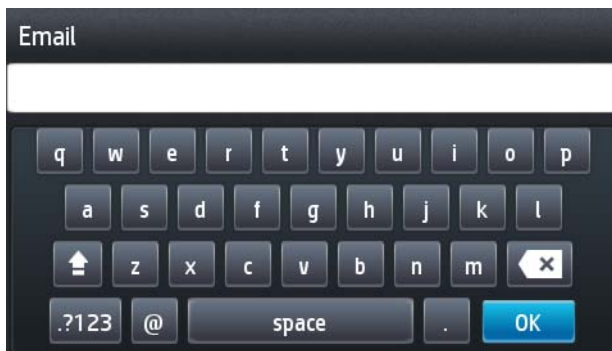 Email
q w e r t y u i o p
a s d f g h j k l
z x c v b n m
.?123 @ space . OK